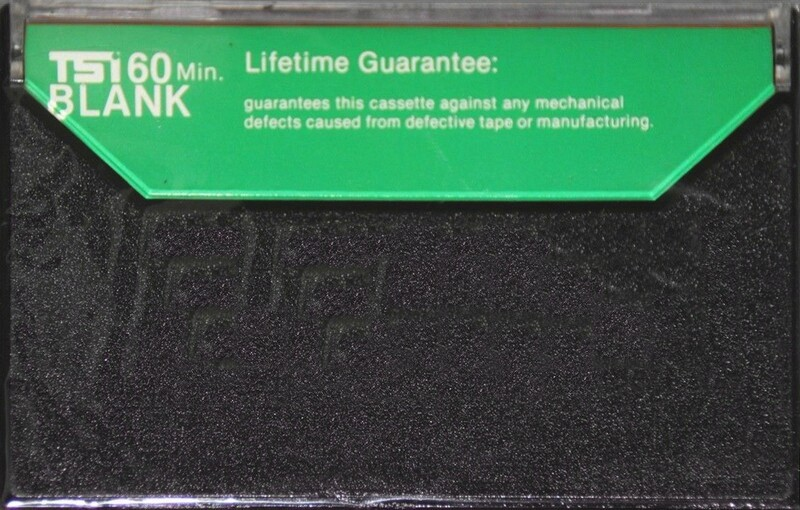 TSI 60 Min.
BLANK
Lifetime Guarantee:
guarantees this cassette against any mechanical
defects caused from defective tape or manufacturing.